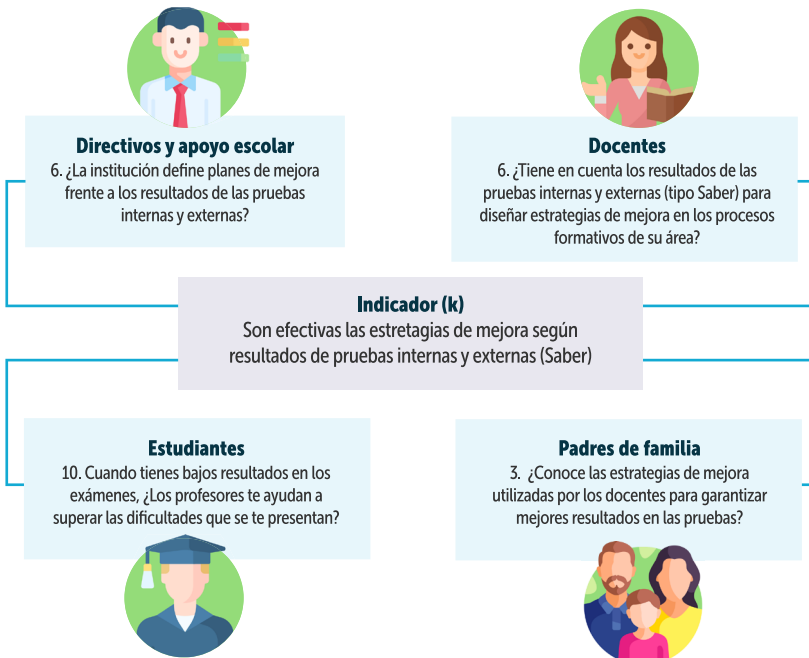 Directivos y apoyo escolar
6. ¿La institución define planes de mejora
frente a los resultados de las pruebas
internas y externas?
Docentes
6. ¿Tiene en cuenta los resultados de las
pruebas internas y externas (tipo Saber) para
diseñar estrategias de mejora en los procesos
formativos de su área?
Indicador (k)
Son efectivas las estretagias de mejora según
resultados de pruebas internas y externas (Saber)
Estudiantes
10. Cuando tienes bajos resultados en los
exámenes, ¿Los profesores te ayudan a
superar las dificultades que se te presentan?
Padres de familia
3. ¿Conoce las estrategias de mejora
utilizadas por los docentes para garantizar
mejores resultados en las pruebas?